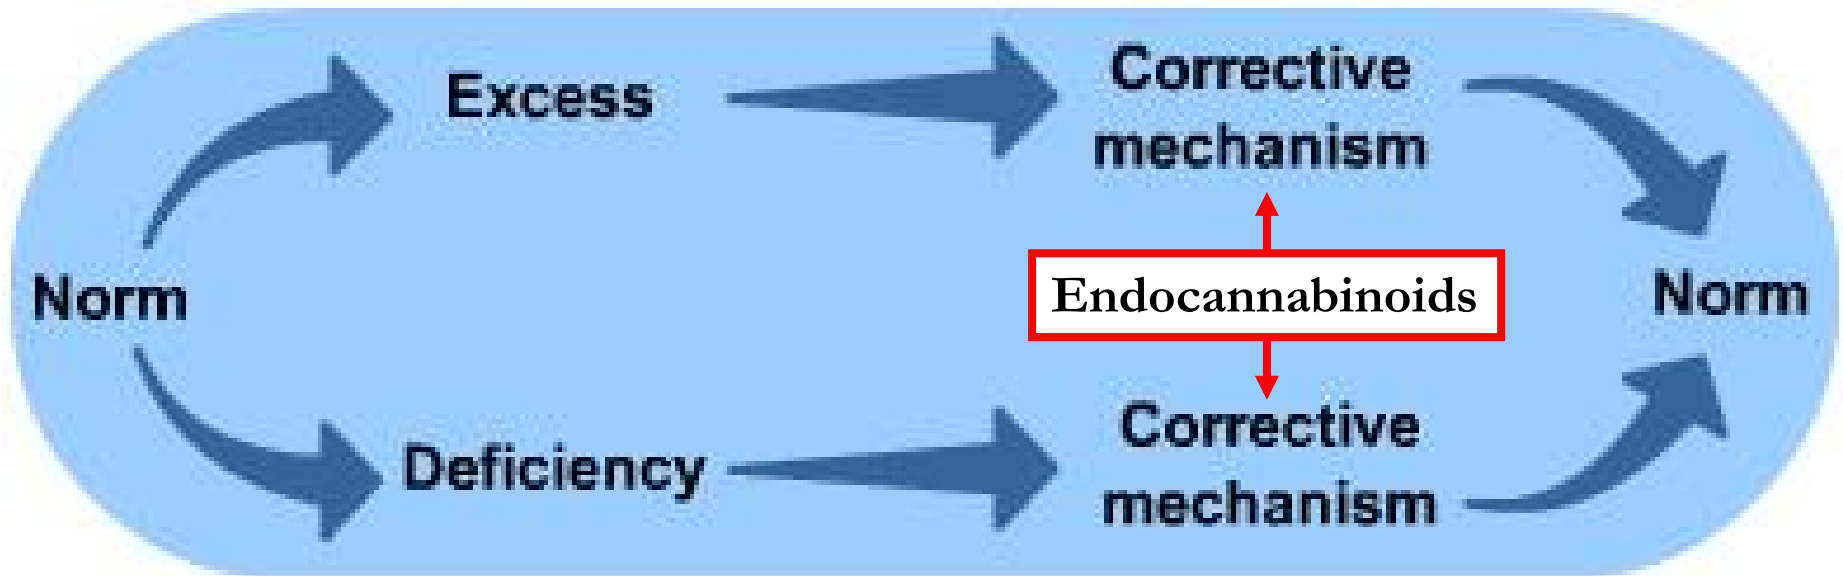 Excess
Corrective
mechanism
Norm
Endocannabinoids
Norm
Deficiency
Corrective
mechanism